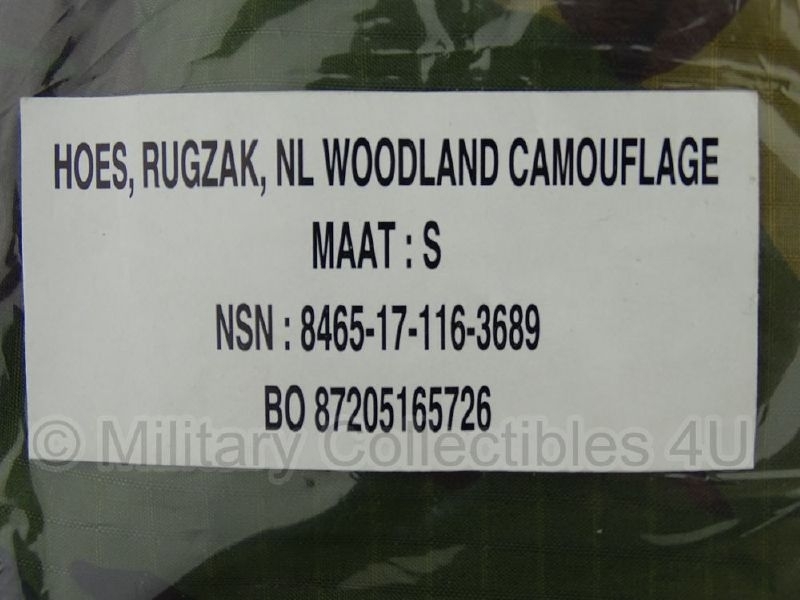 HOES, RUGZAK, NL WOODLAND CAMOUFLAGE
MAAT : S
NSN : 8465-17-116-3689
BO 87205165726
© Military Collectibles 4U